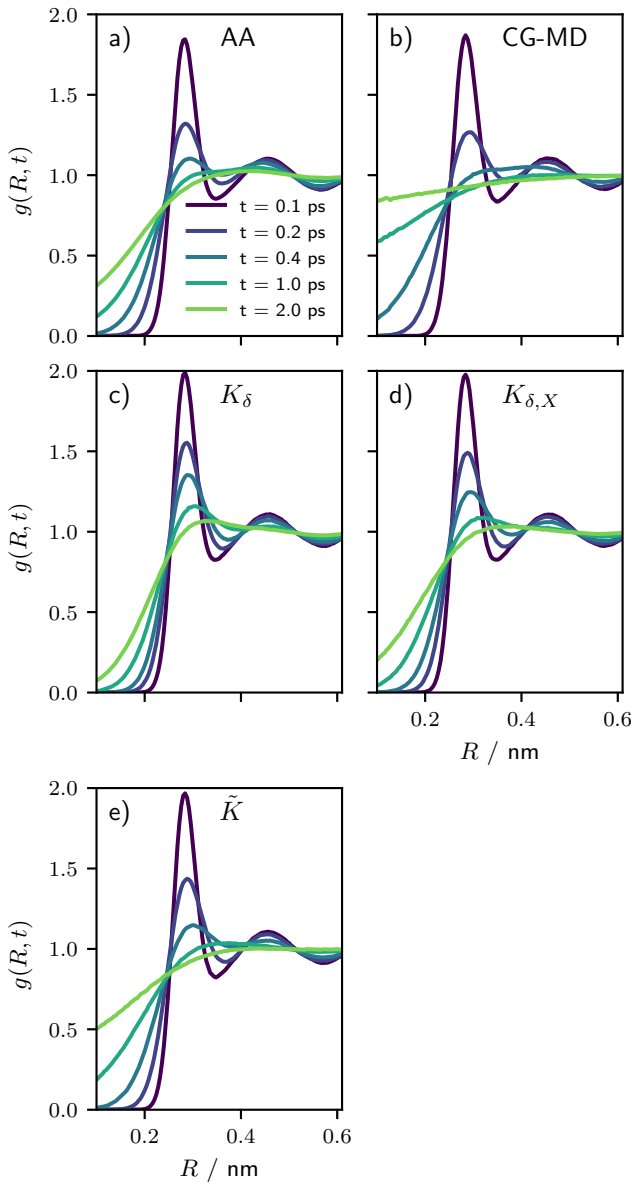 a) AA
b) CG-MD
2.0
1.5
1.0
0.5
0.0
g(R, t)
t = 0.1 ps
t = 0.2 ps
t = 0.4 ps
t = 1.0 ps
t = 2.0 ps
c) K_δ
d) K_{δ,X}
2.0
1.5
1.0
0.5
0.0
g(R, t)
0.2 0.4 0.6
R / nm
e) K̃
2.0
1.5
1.0
0.5
0.0
g(R, t)
0.2 0.4 0.6
R / nm